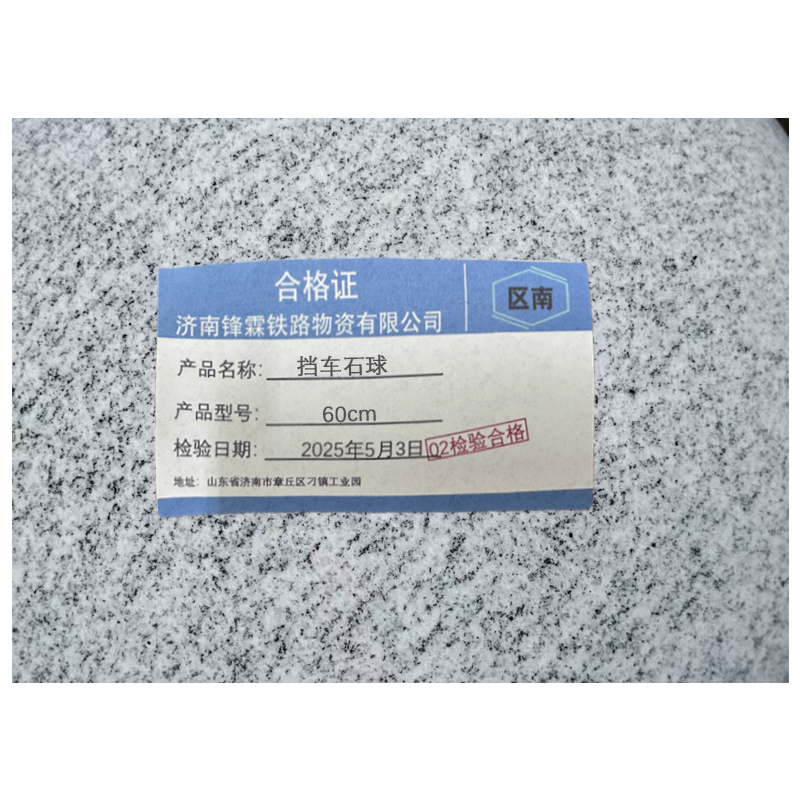 合格证
区南
济南锋霖铁路物资有限公司
产品名称: 挡车石球
产品型号: 60cm
检验日期: 2025年5月3日
02检验合格
地址: 山东省济南市章丘区刁镇工业园